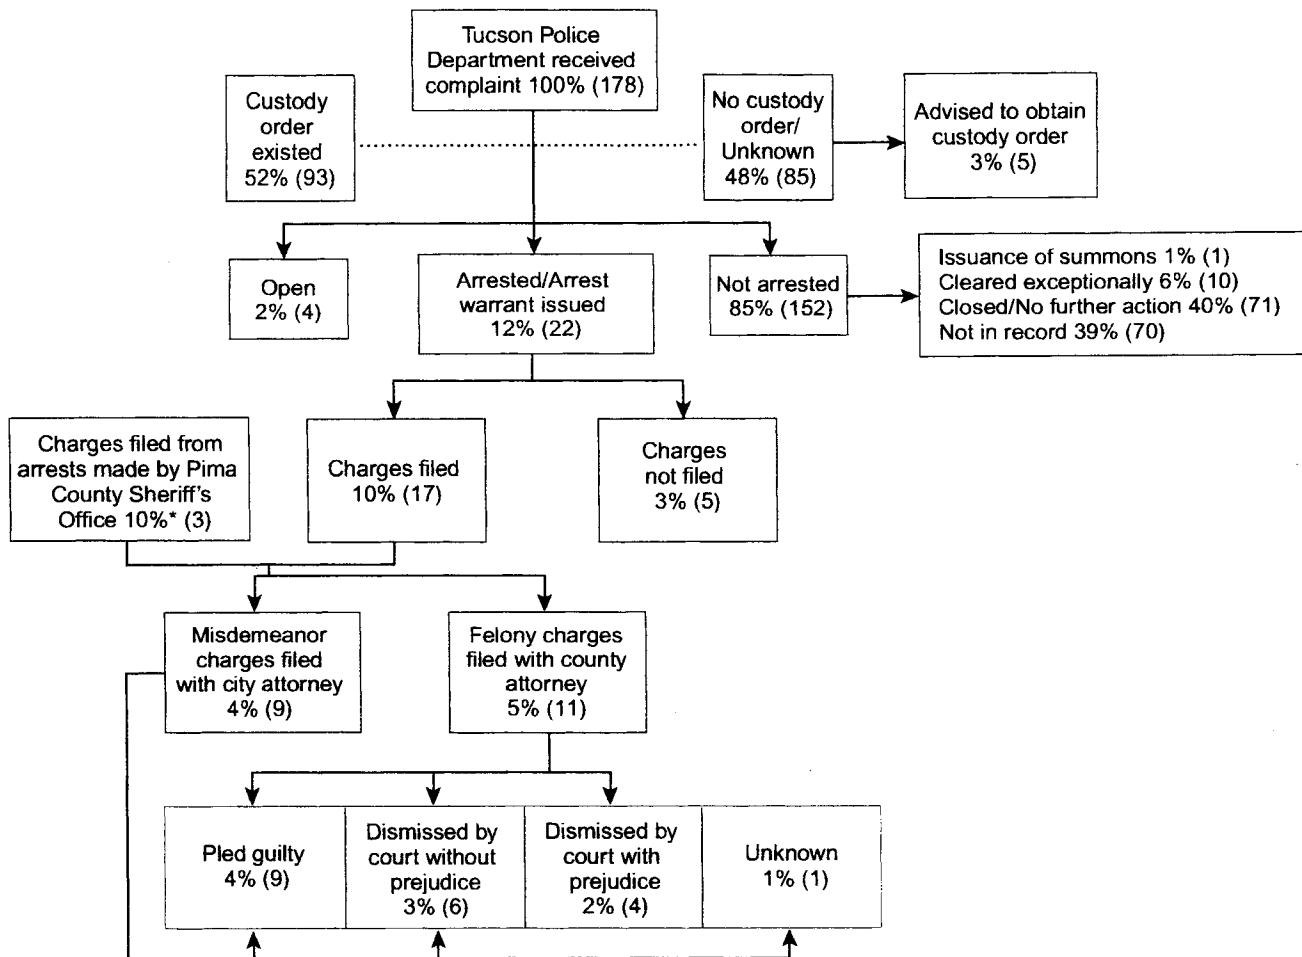 Tucson Police
Department received
complaint 100% (178)
Custody
order
existed
52% (93)
No custody
order/
Unknown
48% (85)
Advised to obtain
custody order
3% (5)
Open
2% (4)
Arrested/Arrest
warrant issued
12% (22)
Not arrested
85% (152)
Issuance of summons 1% (1)
Cleared exceptionally 6% (10)
Closed/No further action 40% (71)
Not in record 39% (70)
Charges filed from
arrests made by Pima
County Sheriff's
Office 10%* (3)
Charges filed
10% (17)
Charges
not filed
3% (5)
Misdemeanor
charges filed
with city attorney
4% (9)
Felony charges
filed with county
attorney
5% (11)
Pled guilty
4% (9)
Dismissed by
court without
prejudice
3% (6)
Dismissed by
court with
prejudice
2% (4)
Unknown
1% (1)